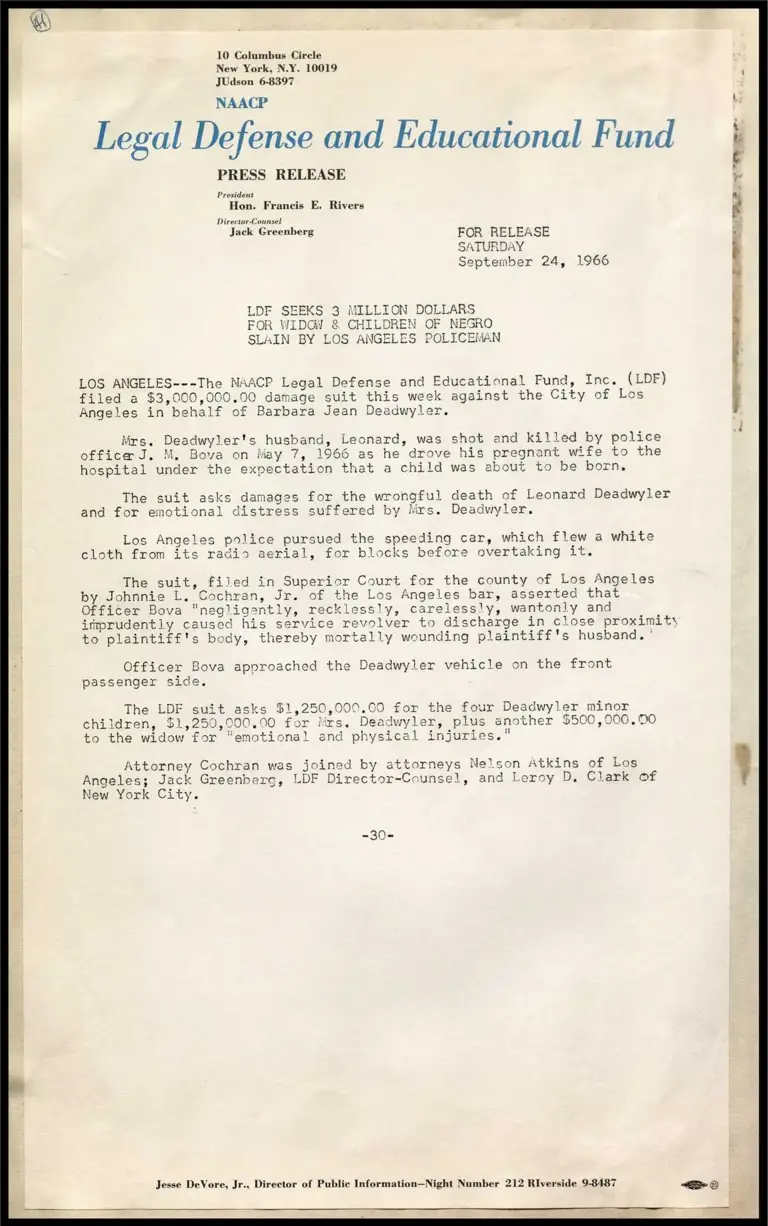 10 Columbus Circle
New York, N.Y. 10019
JUdson 6-8397
NAACP
Legal Defense and Educational Fund
PRESS RELEASE
President
Hon. Francis E. Rivers
Director-Counsel
Jack Greenberg
FOR RELEASE
SATURDAY
September 24, 1966
LDF SEEKS 3 MILLION DOLLARS
FOR WIDOW & CHILDREN OF NEGRO
SLAIN BY LOS ANGELES POLICEMAN
LOS ANGELES---The NAACP Legal Defense and Educational Fund, Inc. (LDF)
filed a $3,000,000.00 damage suit this week against the City of Los
Angeles in behalf of Barbara Jean Deadwyler.
Mrs. Deadwyler's husband, Leonard, was shot and killed by police
officer J. M. Bova on May 7, 1966 as he drove his pregnant wife to the
hospital under the expectation that a child was about to be born.
The suit asks damages for the wrongful death of Leonard Deadwyler
and for emotional distress suffered by Mrs. Deadwyler.
Los Angeles police pursued the speeding car, which flew a white
cloth from its radio aerial, for blocks before overtaking it.
The suit, filed in Superior Court for the county of Los Angeles
by Johnnie L. Cochran, Jr. of the Los Angeles bar, asserted that
Officer Bova "negligently, recklessly, carelessly, wantonly and
imprudently caused his service revolver to discharge in close proximity
to plaintiff's body, thereby mortally wounding plaintiff's husband.'
Officer Bova approached the Deadwyler vehicle on the front
passenger side.
The LDF suit asks $1,250,000.00 for the four Deadwyler minor
children, $1,250,000.00 for Mrs. Deadwyler, plus another $500,000.00
to the widow for "emotional and physical injuries."
Attorney Cochran was joined by attorneys Nelson Atkins of Los
Angeles; Jack Greenberg, LDF Director-Counsel, and Leroy D. Clark of
New York City.
-30-
Jesse DeVore, Jr., Director of Public Information—Night Number 212 RIverside 9-8487